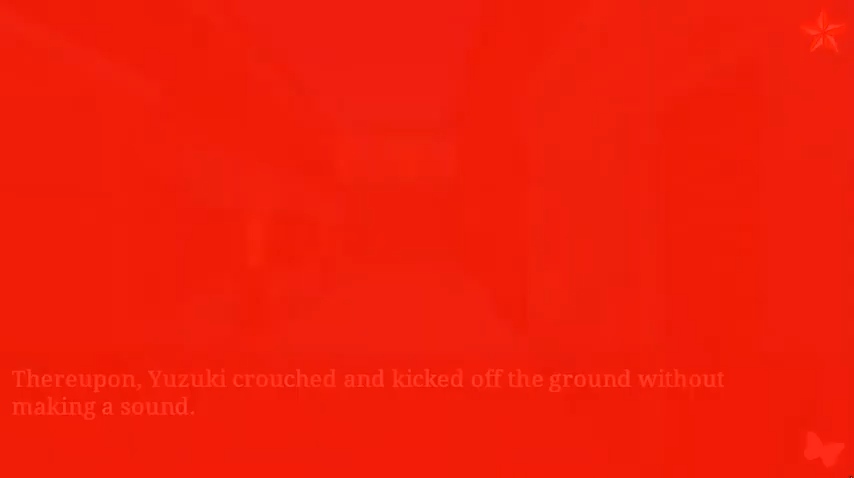 Thereupon, Yuzuki crouched and kicked off the ground without
making a sound.